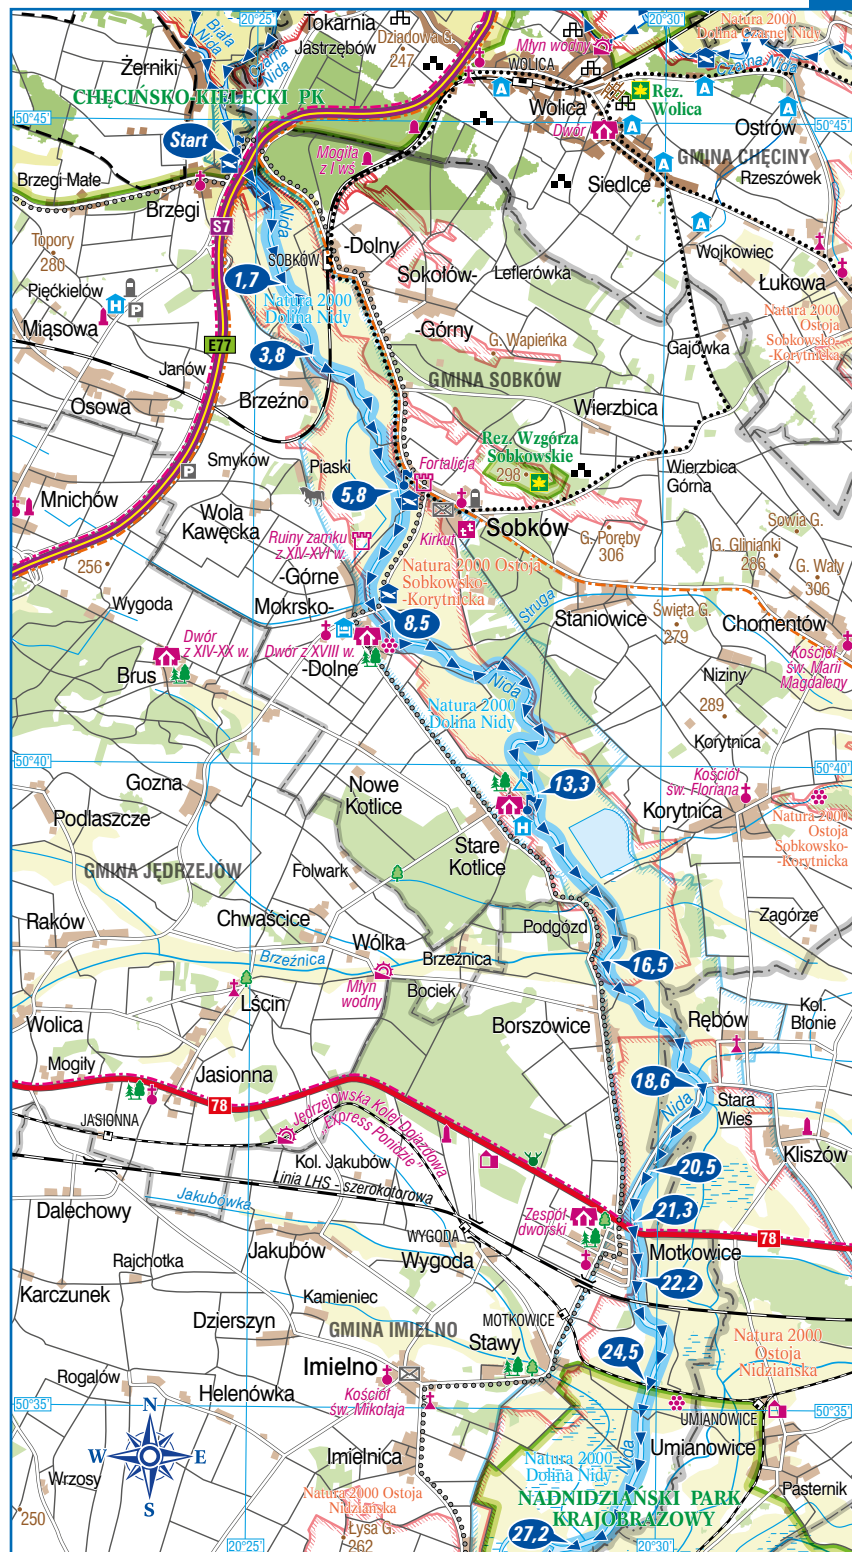 20°25'
20°30'
Tokarnia
Jastrzębów
Dziadowa G.
247
Młyn wodny
WOLICA
Natura 2000
Dolina Czarnej Nidy
Biała
Nida
Czarna
Nida
Czarna Nida
Żerniki
CHĘCIŃSKO-KIELECKI PK
Wolica
Rez.
Wolica
50°45'
50°45'
Start
Dwór
Ostrów
Mogiła
z I wś
GMINA CHĘCINY
Brzegi Małe
Siedlce
Rzeszówek
Brzegi
S7
Nida
Topory
280
-Dolny
Wojkowiec
SOBKÓW
Sokołów-
Leflerówka
Łukowa
1,7
Pięćkielów
H
P
Natura 2000
Dolina Nidy
Natura 2000
Ostoja
Sobkowsko-
-Korytnicka
Miąsowa
-Górny
E77
3,8
G. Wapieńka
Gajówka
Janów
GMINA SOBKÓW
Osowa
Brzeźno
Wierzbica
Rez. Wzgórza
Sobkowskie
298
Smyków
Piaski
Fortalicja
Wierzbica
Górna
P
Mnichów
5,8
Wola
Kawęcka
Sobków
Sowia G.
Kirkut
Ruiny zamku
z XIV-XVI w.
G. Poręby
306
G. Glinianki
286
256
-Górne
Natura 2000 Ostoja
Sobkowsko-
-Korytnicka
G. Wały
306
Wygoda
Mokrsko-
Struga
8,5
Staniowice
Święta G.
279
Chomentów
Dwór
z XIV-XX w.
Dwór z XVIII w.
Kościół
św. Marii
Magdaleny
Brus
-Dolne
Nida
Niziny
Natura 2000
Dolina Nidy
289
Korytnica
50°40'
50°40'
Gozna
Nowe
Kotlice
13,3
Kościół
św. Floriana
Podlaszcze
H
Korytnica
Stare
Kotlice
Natura 2000
Ostoja
Sobkowsko-
-Korytnicka
GMINA JĘDRZEJÓW
Folwark
Chwaścice
Raków
Podgózd
Zagórze
Wólka
Brzeźnica
Brzeźnica
16,5
Młyn
wodny
Bociek
Lścin
Kol.
Błonie
Wolica
Borszowice
Rębów
Mogiły
Jasionna
18,6
Stara
Wieś
78
Nida
JASIONNA
Jędrzejowska Kolej Dojazdowa
„Express Ponidzie”
Kliszów
Kol. Jakubów
20,5
Linia LHS - szerokotorowa
Jakubówka
Dalechowy
Zespół
dworski
21,3
78
WYGODA
Jakubów
Motkowice
Rajchotka
Wygoda
22,2
Karczunek
Kamieniec
Dzierszyn
MOTKOWICE
GMINA IMIELNO
Stawy
24,5
Natura 2000
Ostoja
Nidziańska
Imielno
Rogalów
Helenówka
Kościół
św. Mikołaja
50°35'
50°35'
N
W
E
S
UMIANOWICE
Imielnica
Umianowice
Nida
Natura 2000
Dolina Nidy
Wrzosy
Pasternik
Natura 2000 Ostoja
Nidziańska
NADNIDZIAŃSKI PARK
KRAJOBRAZOWY
250
Łysa G.
262
27,2
20°25'
20°30'